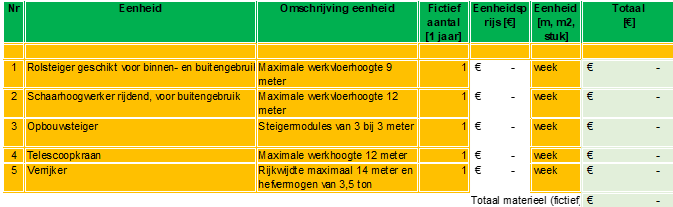 Nr Eenheid Omschrijving eenheid Fictief aantal [1 jaar] Eenheidsprijs [€] Eenheid [m, m2, stuk] Totaal [€]
1 Rolsteiger geschikt voor binnen- en buitengebruik Maximale werkvloerhoogte 9 meter 1 € - week € -
2 Schaarhoogwerker rijdend, voor buitengebruik Maximale werkvloerhoogte 12 meter 1 € - week € -
3 Opbouwsteiger Steigermodules van 3 bij 3 meter 1 € - week € -
4 Telescoopkraan Maximale werkhoogte 12 meter 1 € - week € -
5 Verrijker Rijkwijdte maximaal 14 meter en hefvermogen van 3,5 ton 1 € - week € -
Totaal materieel (fictief) € -